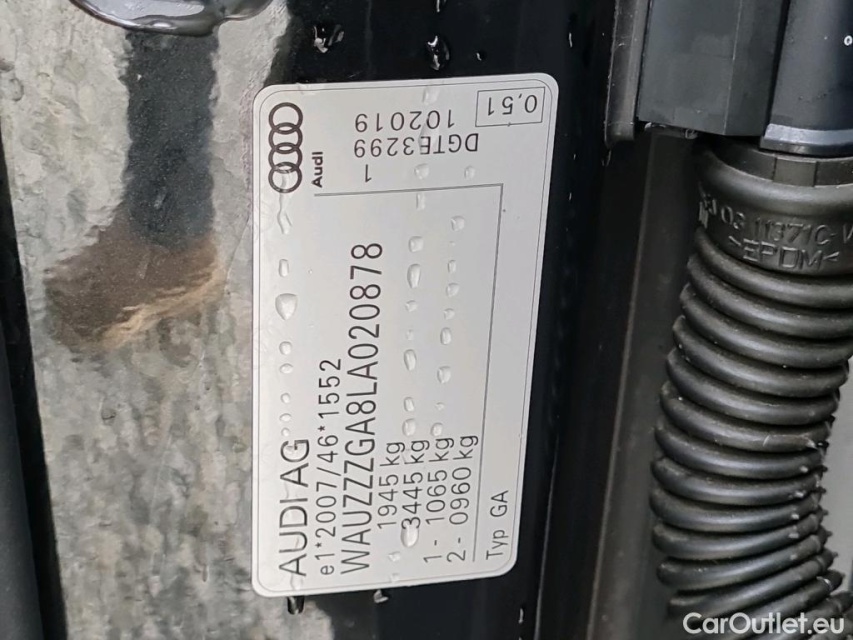 AUDI AG
e1*2007/46*1552
WAUZZZGA8LA020878
1945 kg
3445 kg
1- 1065 kg
2- 0960 kg
Typ GA
Audi
1
DGTE3299
102019
0.51
11371C
>EPDM<
CarOutlet.eu